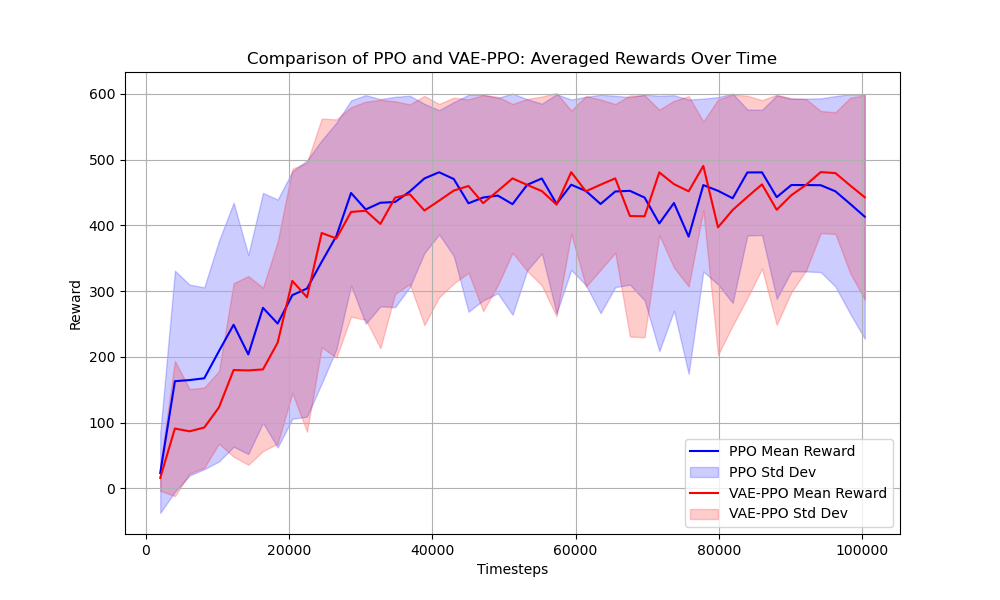 Comparison of PPO and VAE-PPO: Averaged Rewards Over Time
Reward
600
500
400
300
200
100
0
0 20000 40000 60000 80000 100000
Timesteps
PPO Mean Reward
PPO Std Dev
VAE-PPO Mean Reward
VAE-PPO Std Dev